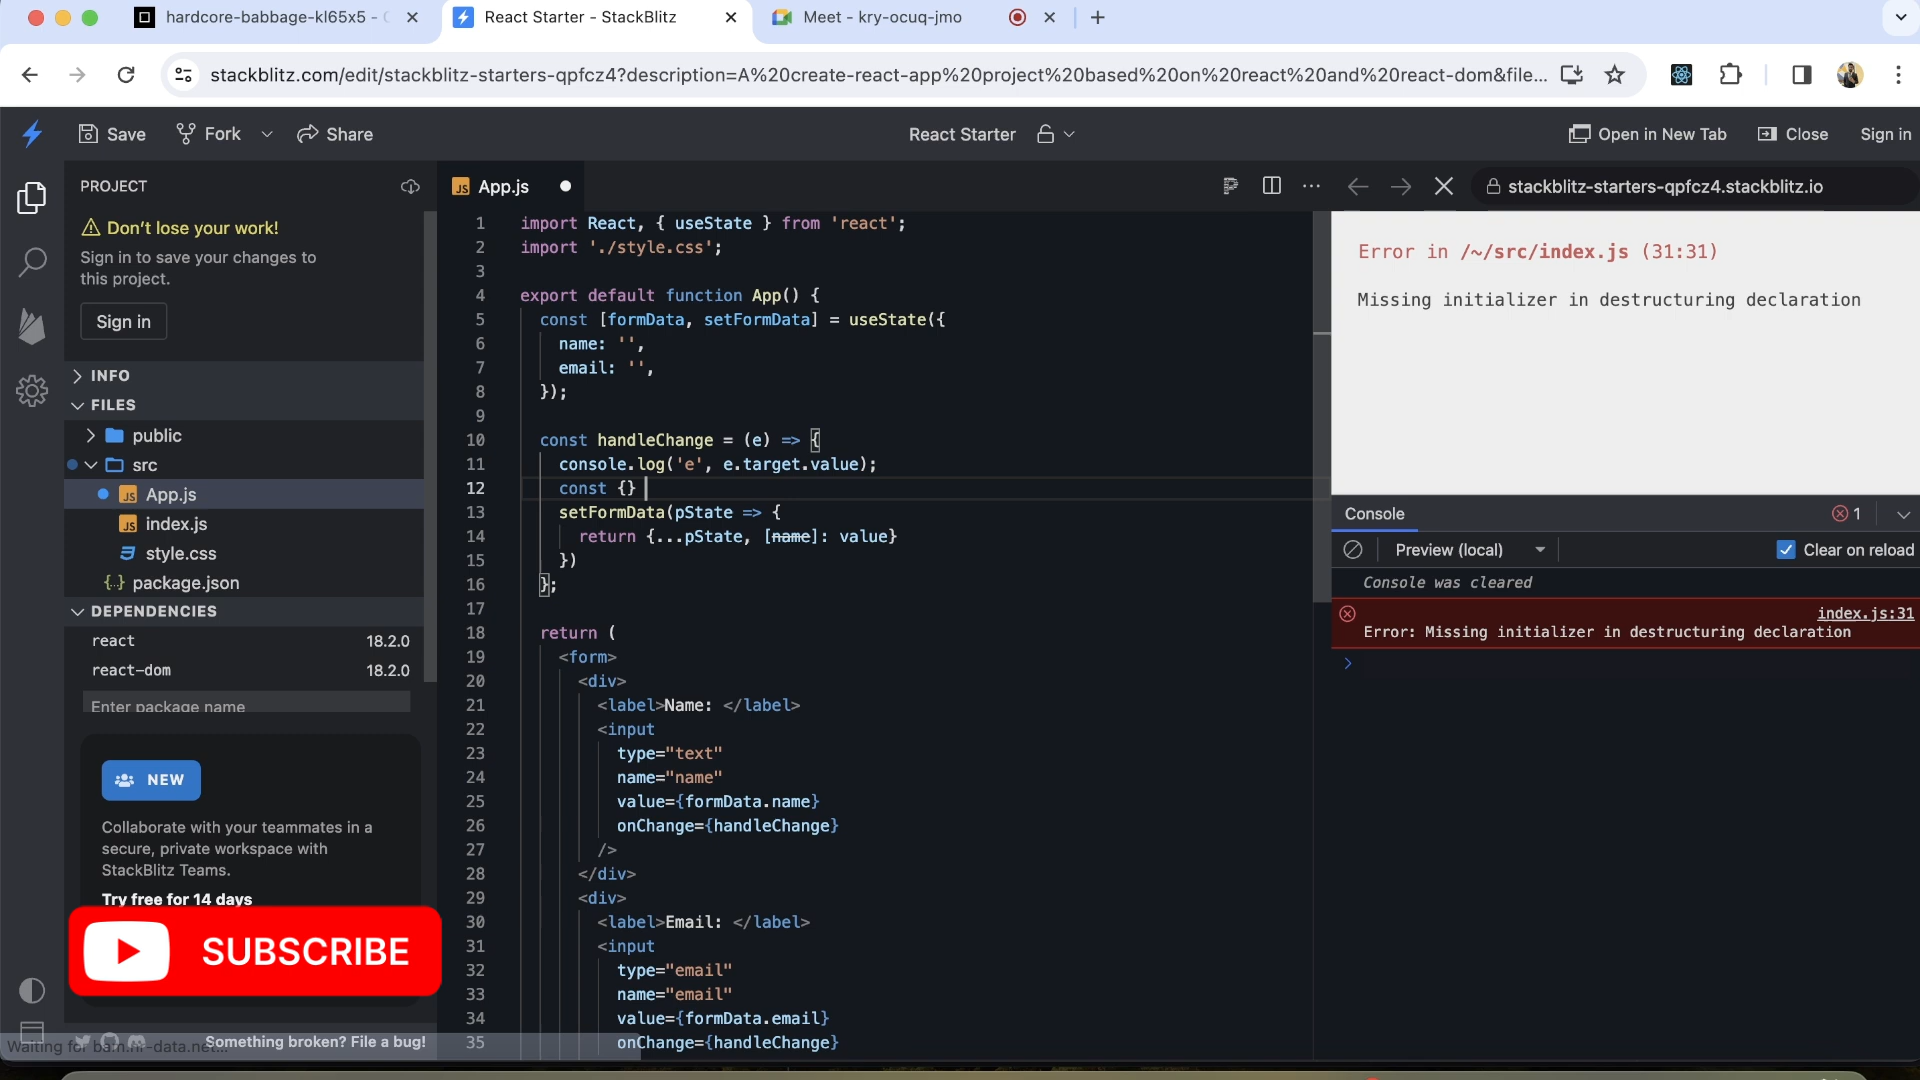 hardcore-babbage-kl65x5 -
React Starter - StackBlitz
Meet - kry-ocuq-jmo
stackblitz.com/edit/stackblitz-starters-qpfcz4?description=A%20create-react-app%20project%20based%20on%20react%20and%20react-dom&file...
Save
Fork
Share
React Starter
Open in New Tab
Close
Sign in
PROJECT
Don't lose your work!
Sign in to save your changes to
this project.
Sign in
INFO
FILES
public
src
JS App.js
JS index.js
style.css
{..} package.json
DEPENDENCIES
react 18.2.0
react-dom 18.2.0
Enter package name
NEW
Collaborate with your teammates in a
secure, private workspace with
StackBlitz Teams.
Try free for 14 days
SUBSCRIBE
Something broken? File a bug!
JS App.js
1 import React, { useState } from 'react';
2 import './style.css';
3
4 export default function App() {
5 const [formData, setFormData] = useState({
6 name: '',
7 email: '',
8 });
9
10 const handleChange = (e) => {
11 console.log('e', e.target.value);
12 const {}
13 setFormData(pState => {
14 return {...pState, [name]: value}
15 })
16 };
17
18 return (
19 <form>
20 <div>
21 <label>Name: </label>
22 <input
23 type="text"
24 name="name"
25 value={formData.name}
26 onChange={handleChange}
27 />
28 </div>
29 <div>
30 <label>Email: </label>
31 <input
32 type="email"
33 name="email"
34 value={formData.email}
35 onChange={handleChange}
stackblitz-starters-qpfcz4.stackblitz.io
Error in /~/src/index.js (31:31)
Missing initializer in destructuring declaration
Console
1
Preview (local)
Clear on reload
Console was cleared
index.js:31
Error: Missing initializer in destructuring declaration